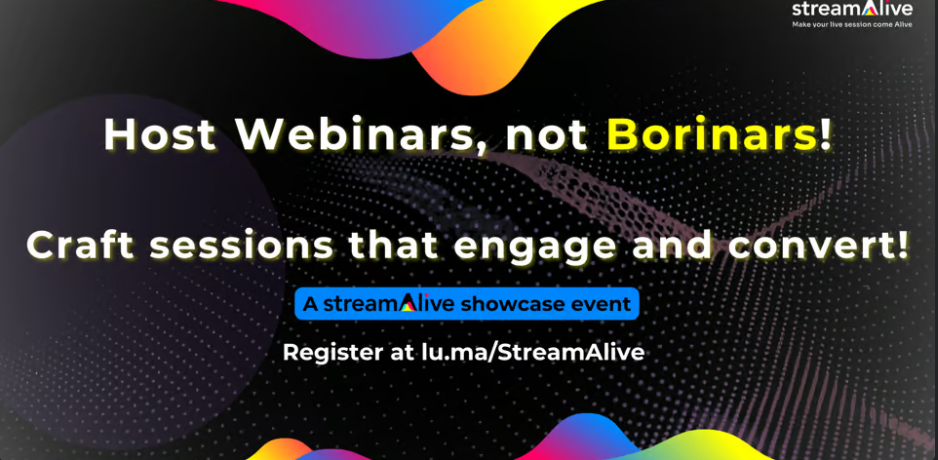 streamAlive
Make your live session come Alive
Host Webinars, not Borinars!
Craft sessions that engage and convert!
A streamAlive showcase event
Register at lu.ma/StreamAlive